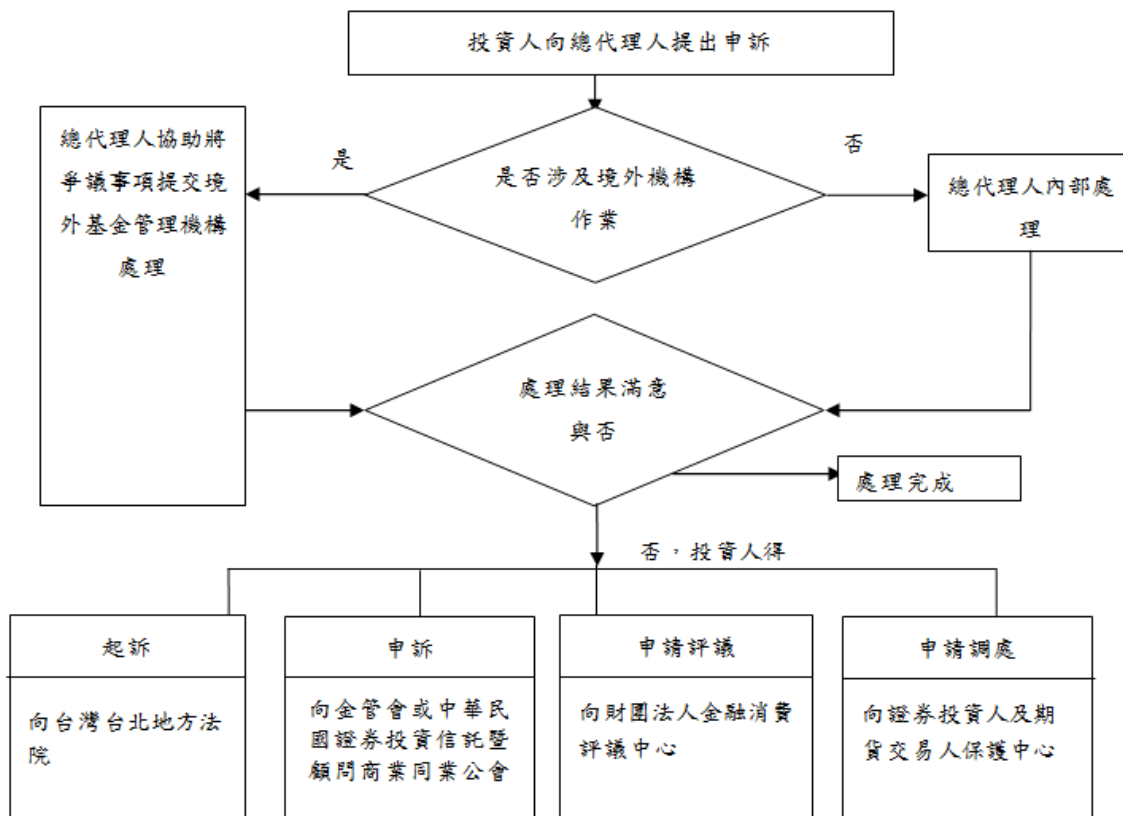 投資人向總代理人提出申訴
總代理人協助將
爭議事項提交境
外基金管理機構
處理
是
是否涉及境外機構
作業
否
總代理人內部處
理
處理結果滿意
與否
處理完成
否，投資人得
起訴
向台灣台北地方法
院
申訴
向金管會或中華民
國證券投資信託暨
顧問商業同業公會
申請評議
向財團法人金融消費
評議中心
申請調處
向證券投資人及期
貨交易人保護中心